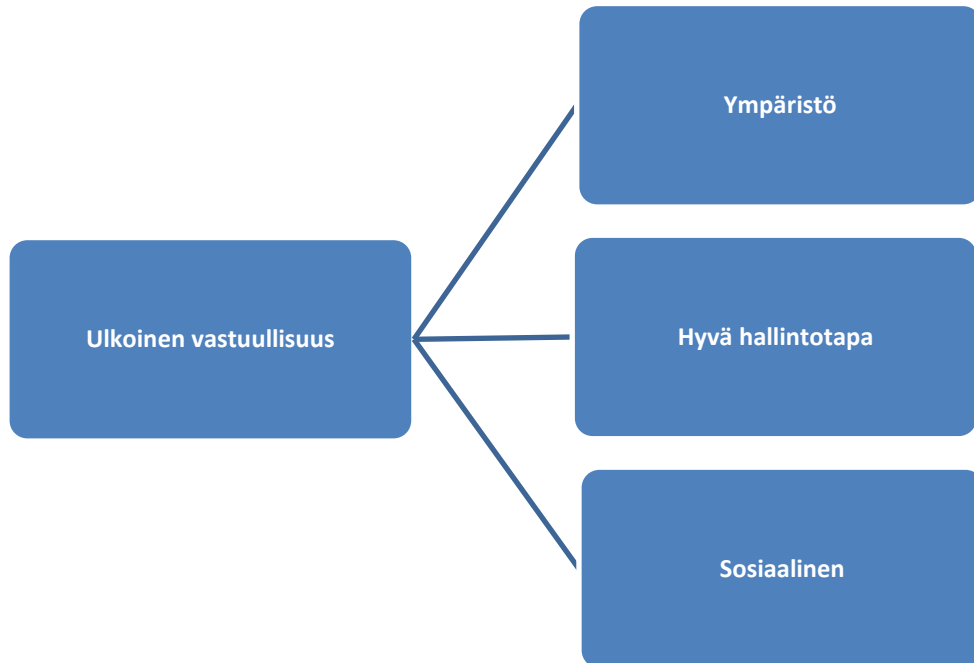 Ulkoinen vastuullisuus
Ympäristö
Hyvä hallintotapa
Sosiaalinen